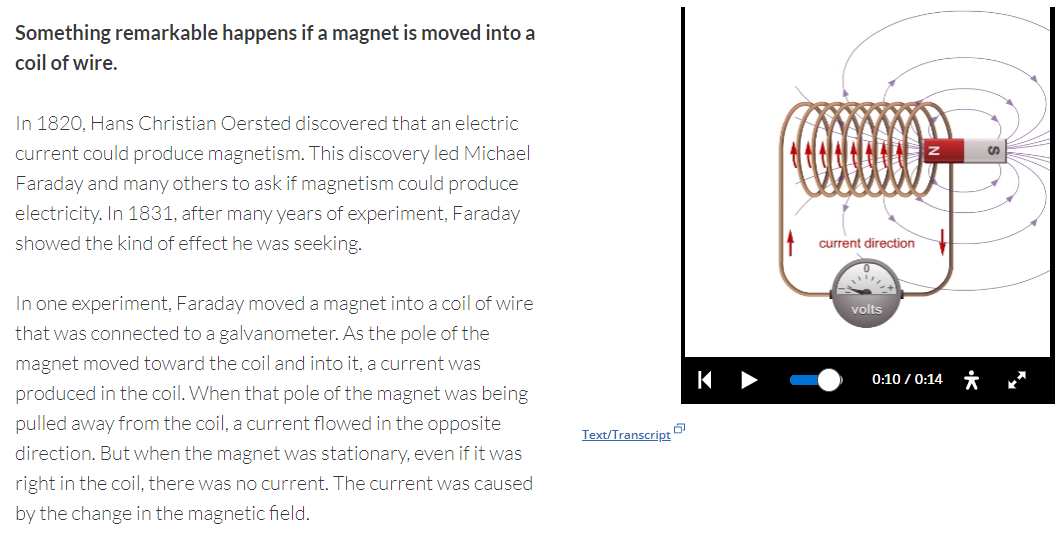 Something remarkable happens if a magnet is moved into a
coil of wire.
In 1820, Hans Christian Oersted discovered that an electric
current could produce magnetism. This discovery led Michael
Faraday and many others to ask if magnetism could produce
electricity. In 1831, after many years of experiment, Faraday
showed the kind of effect he was seeking.
In one experiment, Faraday moved a magnet into a coil of wire
that was connected to a galvanometer. As the pole of the
magnet moved toward the coil and into it, a current was
produced in the coil. When that pole of the magnet was being
pulled away from the coil, a current flowed in the opposite
direction. But when the magnet was stationary, even if it was
right in the coil, there was no current. The current was caused
by the change in the magnetic field.
N S
current direction
0
- +
volts
0:10 / 0:14
Text/Transcript